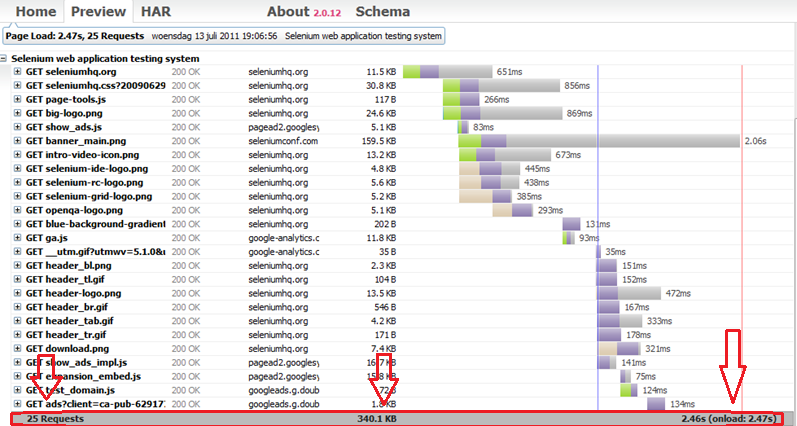 Home Preview HAR About 2.0.12 Schema
Page Load: 2.47s, 25 Requests woensdag 13 juli 2011 19:06:56 Selenium web application testing system
Selenium web application testing system
GET seleniumhq.org 200 OK seleniumhq.org 11.5 KB 651ms
GET seleniumhq.css?20090629 200 OK seleniumhq.org 30.8 KB 856ms
GET page-tools.js 200 OK seleniumhq.org 117 B 266ms
GET big-logo.png 200 OK seleniumhq.org 24.6 KB 869ms
GET show_ads.js 200 OK pagead2.googlesy 5.1 KB 83ms
GET banner_main.png 200 OK seleniumconf.com 159.5 KB 2.06s
GET intro-video-icon.png 200 OK seleniumhq.org 13.2 KB 673ms
GET selenium-ide-logo.png 200 OK seleniumhq.org 4.8 KB 445ms
GET selenium-rc-logo.png 200 OK seleniumhq.org 5.6 KB 438ms
GET selenium-grid-logo.png 200 OK seleniumhq.org 5.2 KB 385ms
GET openqa-logo.png 200 OK seleniumhq.org 5.1 KB 293ms
GET blue-background-gradient 200 OK seleniumhq.org 202 B 131ms
GET ga.js 200 OK google-analytics.c 11.8 KB 93ms
GET __utm.gif?utmwv=5.1.0&u 200 OK google-analytics.c 35 B 35ms
GET header_bl.png 200 OK seleniumhq.org 2.3 KB 151ms
GET header_tl.gif 200 OK seleniumhq.org 104 B 152ms
GET header-logo.png 200 OK seleniumhq.org 13.5 KB 472ms
GET header_br.gif 200 OK seleniumhq.org 546 B 167ms
GET header_tab.gif 200 OK seleniumhq.org 4.2 KB 333ms
GET header_tr.gif 200 OK seleniumhq.org 171 B 178ms
GET download.png 200 OK seleniumhq.org 7.4 KB 321ms
GET show_ads_impl.js 200 OK pagead2.googlesy KB 141ms
GET expansion_embed.js 200 OK pagead2.googlesy KB 75ms
GET test_domain.js 200 OK googleads.g.doub B 124ms
GET ads?client=ca-pub-62917 200 OK googleads.g.doub 1.8 KB 134ms
25 Requests 340.1 KB 2.46s (onload: 2.47s)